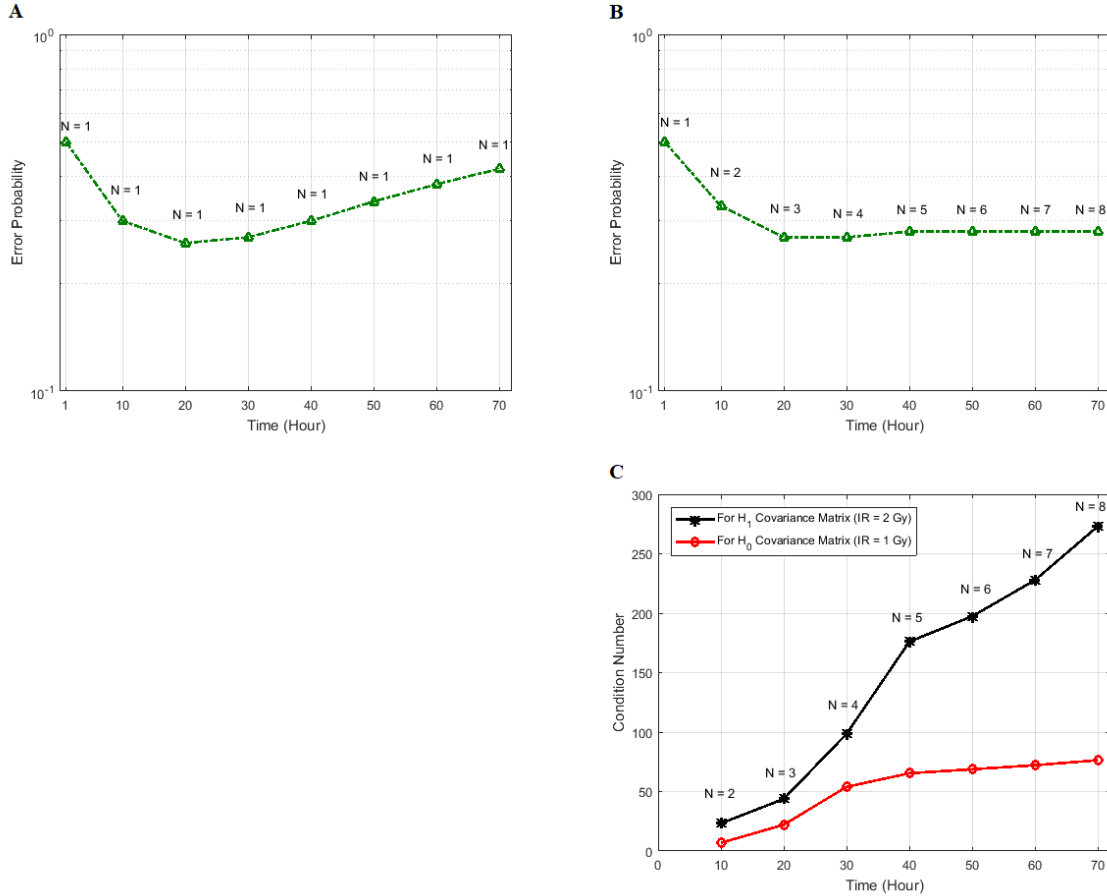 A
10^0
10^-1
Error Probability
N = 1
N = 1
N = 1
N = 1
N = 1
N = 1
N = 1
N = 1
1 10 20 30 40 50 60 70
Time (Hour)
B
10^0
10^-1
Error Probability
N = 1
N = 2
N = 3
N = 4
N = 5
N = 6
N = 7
N = 8
1 10 20 30 40 50 60 70
Time (Hour)
C
300
250
200
150
100
50
0
Condition Number
For H_1 Covariance Matrix (IR = 2 Gy)
For H_0 Covariance Matrix (IR = 1 Gy)
N = 2
N = 3
N = 4
N = 5
N = 6
N = 7
N = 8
0 10 20 30 40 50 60 70
Time (Hour)